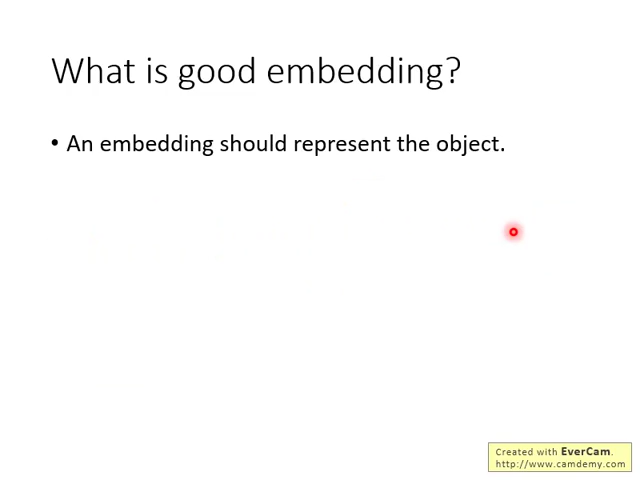 What is good embedding?
• An embedding should represent the object.
Created with EverCam.
http://www.camdemy.com